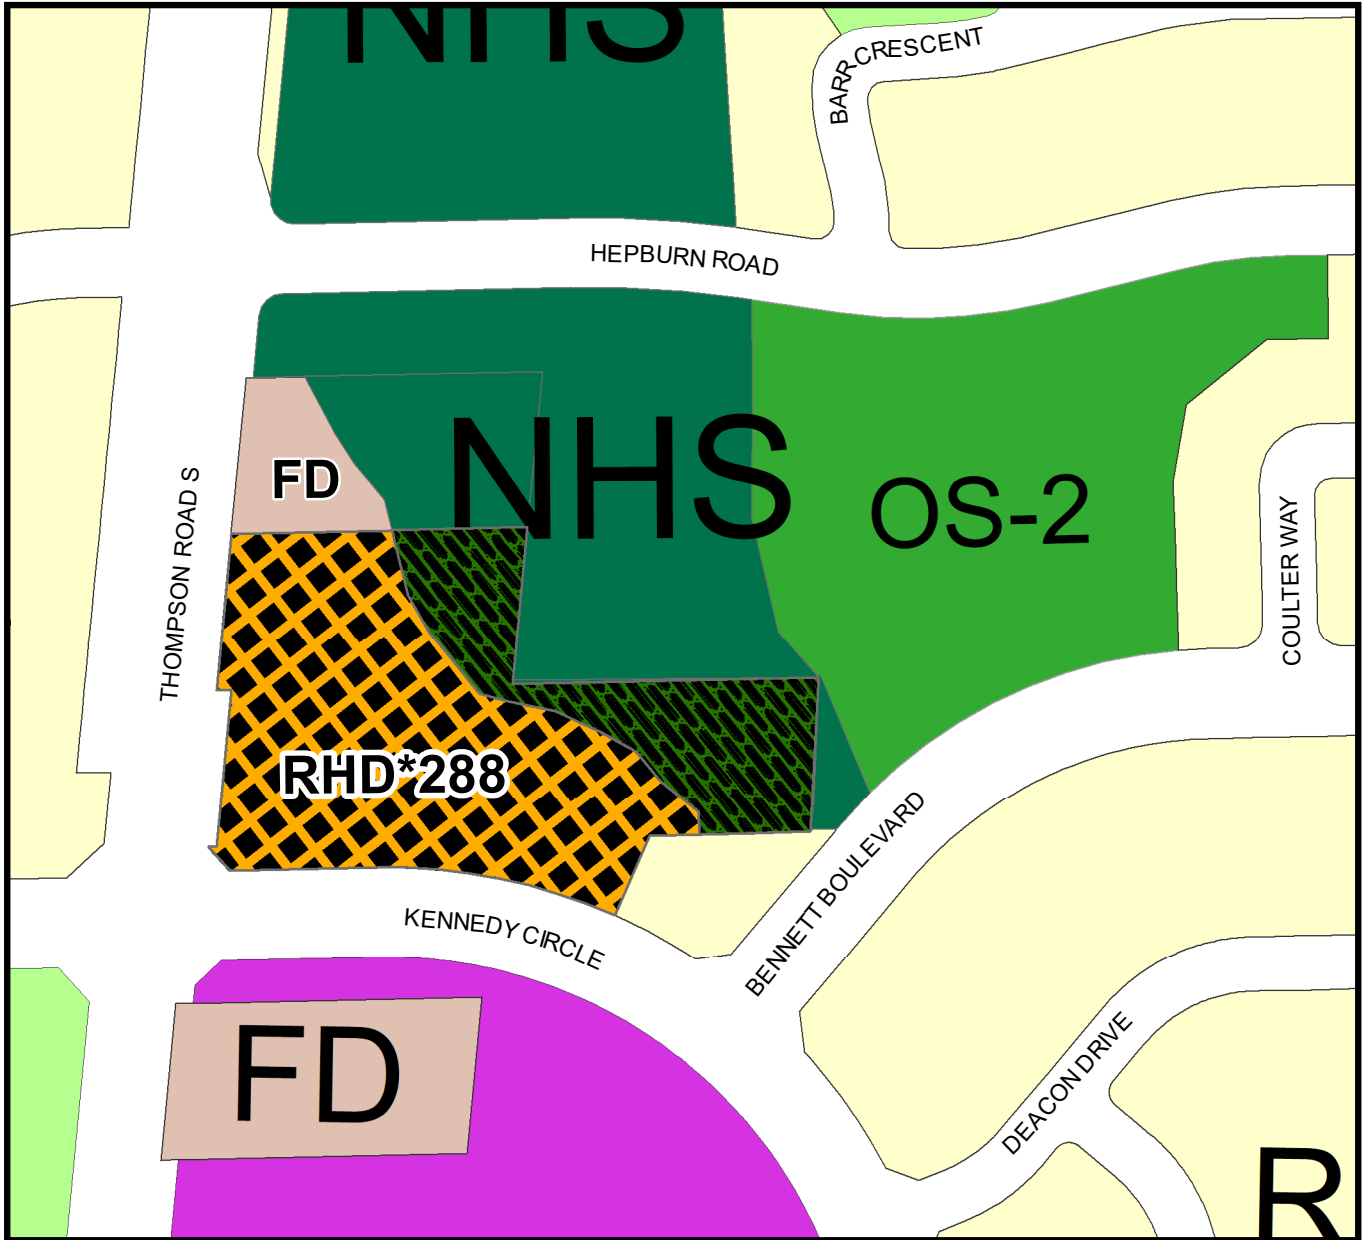 NHS
BARR CRESCENT
HEPBURN ROAD
FD
NHS
OS-2
THOMPSON ROAD S
COULTER WAY
RHD*288
BENNETT BOULEVARD
KENNEDY CIRCLE
FD
DEACON DRIVE
R